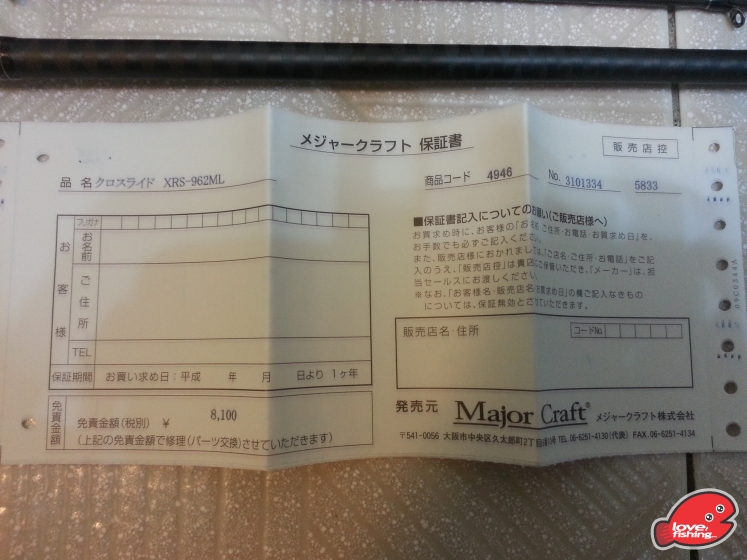 メジャークラフト 保証書
販売店控
品 名 クロスライド XRS-962ML
商品コード 4946
No. 3101334 5833
フリガナ
お名前
お客様
ご住所
TEL
保証期間 お買い求め日：平成 年 月 日より 1ヶ年
免責金額
免責金額(税別) ¥ 8,100
(上記の免責金額で修理(パーツ交換)させていただきます)
■保証書記入についてのお願い(ご販売店様へ)
お買求め時に、お客様の「お名前・ご住所・お電話・お買求め日」を、
お手数でも必ずご記入ください。
また、販売店様におかれましては、「ご店名・ご住所・お電話」をご記
入のうえ、「販売店控」は貴店にご保管いただき、「メーカー」は、担
当セールスにお渡しください。
※なお、「お客様名・販売店名・お買求め日」の欄ご記入なきもの
については、保証無効とさせていただきます。
販売店名・住所
コードNo
発売元 Major Craft® メジャークラフト株式会社
〒541-0056 大阪市中央区久太郎町2丁目 TEL.06-6251-4130(代表) FAX.06-6251-4134
love,
fishing